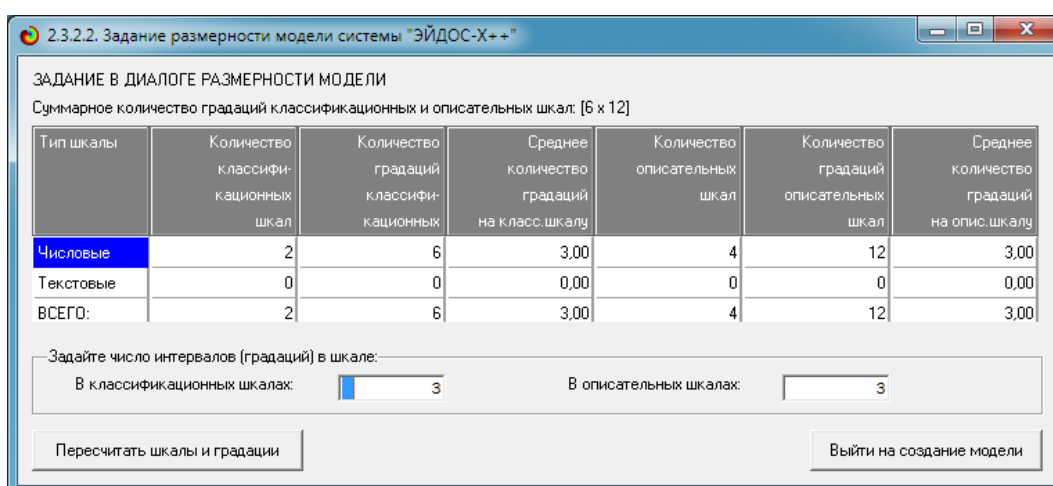 2.3.2.2. Задание размерности модели системы "ЭЙДОС-X++"
ЗАДАНИЕ В ДИАЛОГЕ РАЗМЕРНОСТИ МОДЕЛИ
Суммарное количество градаций классификационных и описательных шкал: [6 x 12]
Тип шкалы Количество Количество Среднее Количество Количество Среднее
классифи- градаций количество описательных градаций количество
кационных классифи- градаций шкал описательных градаций
шкал кационных на класс.шкалу шкал на опис.шкалу
Числовые 2 6 3,00 4 12 3,00
Текстовые 0 0 0,00 0 0 0,00
ВСЕГО: 2 6 3,00 4 12 3,00
Задайте число интервалов (градаций) в шкале:
В классификационных шкалах: 3 В описательных шкалах: 3
Пересчитать шкалы и градации Выйти на создание модели